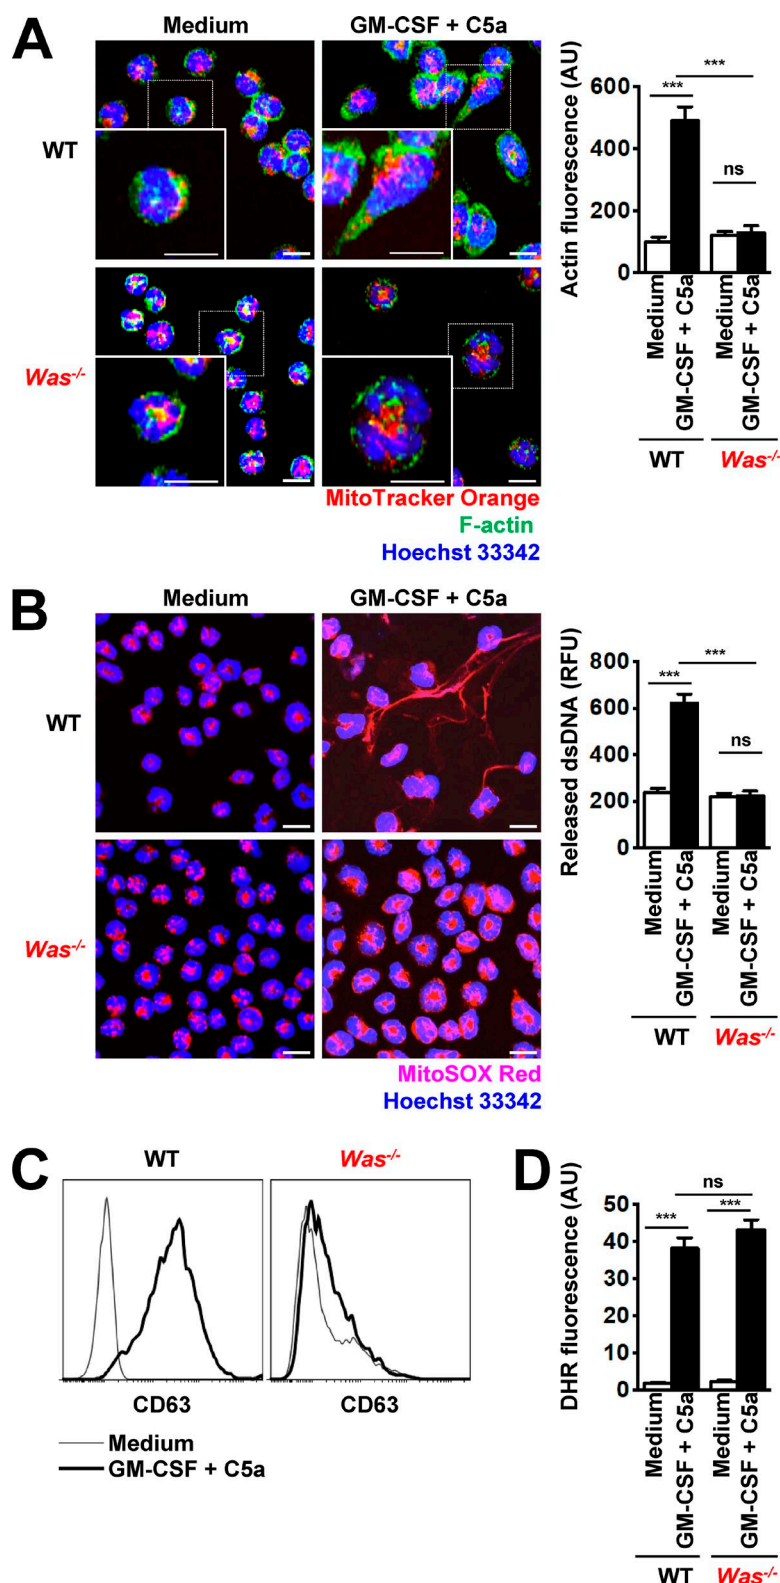 A
Medium
GM-CSF + C5a
WT
Was-/-
MitoTracker Orange
F-actin
Hoechst 33342
Actin fluorescence (AU)
600
400
200
0
***
***
ns
Medium
GM-CSF + C5a
Medium
GM-CSF + C5a
WT
Was-/-
B
Medium
GM-CSF + C5a
WT
Was-/-
MitoSOX Red
Hoechst 33342
Released dsDNA (RFU)
800
600
400
200
0
***
***
ns
Medium
GM-CSF + C5a
Medium
GM-CSF + C5a
WT
Was-/-
C
WT
Was-/-
CD63
CD63
Medium
GM-CSF + C5a
D
DHR fluorescence (AU)
50
40
30
20
10
0
ns
***
***
Medium
GM-CSF + C5a
Medium
GM-CSF + C5a
WT
Was-/-